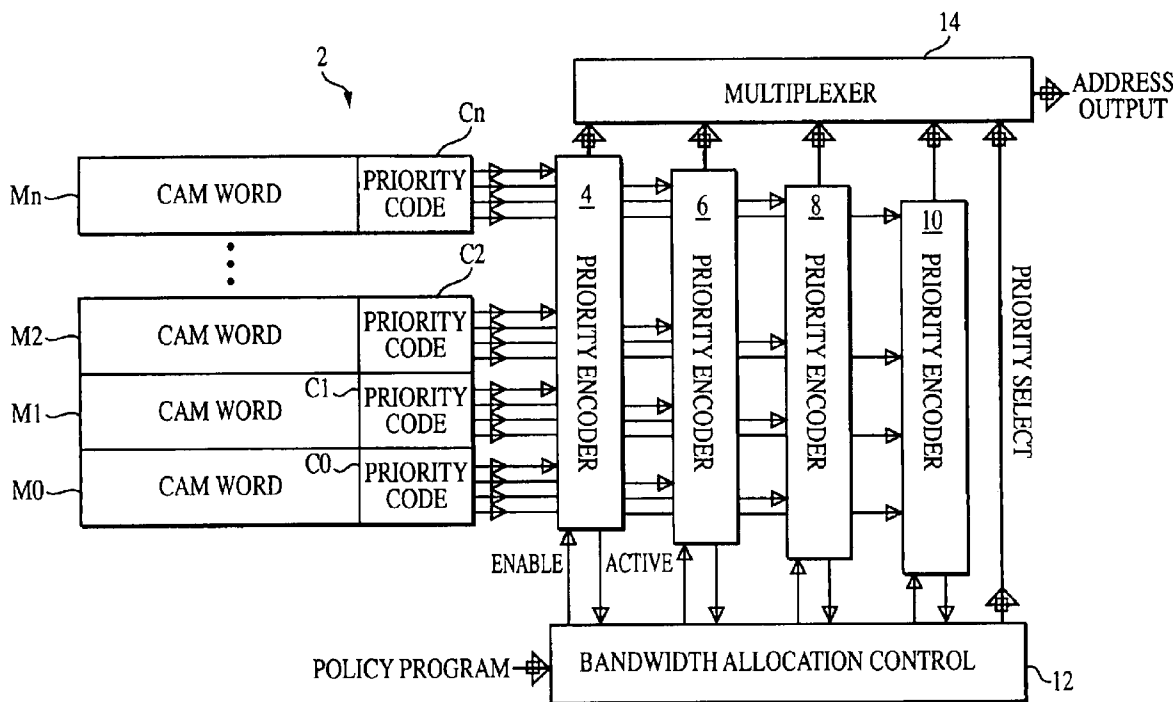 14
2
MULTIPLEXER
ADDRESS
OUTPUT
Cn
Mn
CAM WORD
PRIORITY
CODE
4
PRIORITY ENCODER
6
PRIORITY ENCODER
8
PRIORITY ENCODER
10
PRIORITY ENCODER
PRIORITY SELECT
C2
M2
CAM WORD
PRIORITY
CODE
C1
M1
CAM WORD
PRIORITY
CODE
C0
M0
CAM WORD
PRIORITY
CODE
ENABLE
ACTIVE
POLICY PROGRAM
BANDWIDTH ALLOCATION CONTROL
12